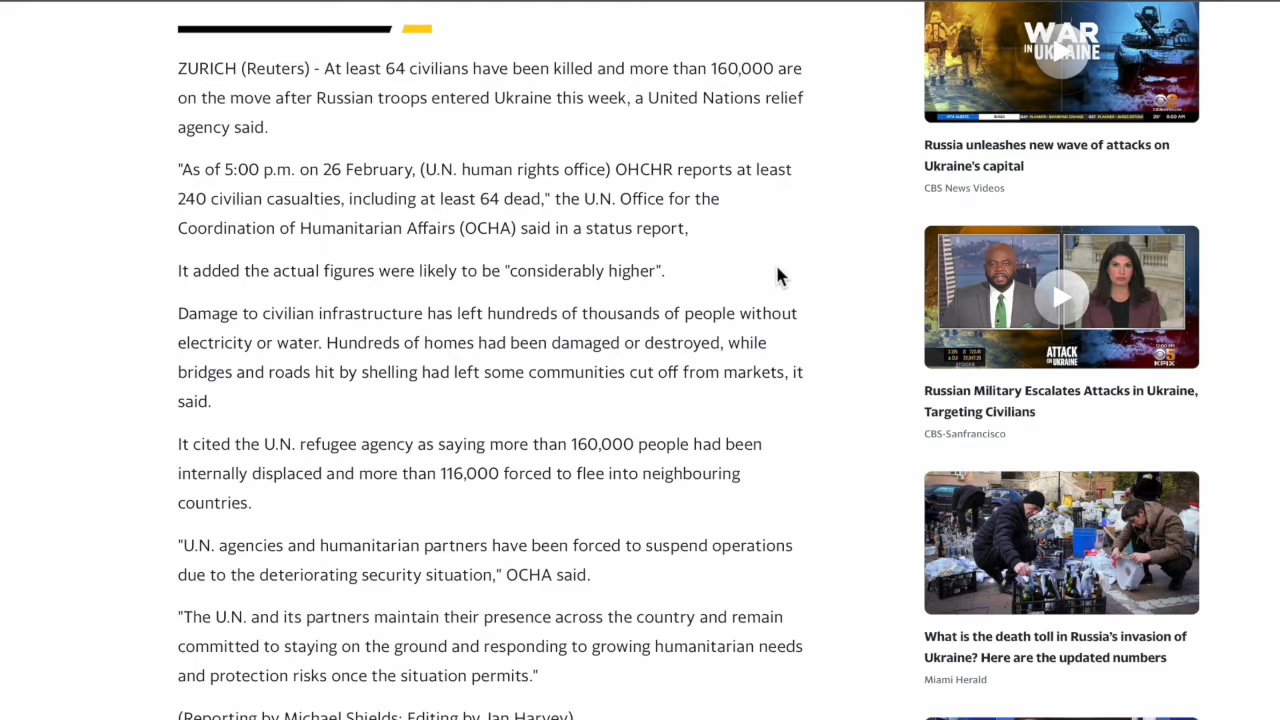 ZURICH (Reuters) - At least 64 civilians have been killed and more than 160,000 are
on the move after Russian troops entered Ukraine this week, a United Nations relief
agency said.
"As of 5:00 p.m. on 26 February, (U.N. human rights office) OHCHR reports at least
240 civilian casualties, including at least 64 dead," the U.N. Office for the
Coordination of Humanitarian Affairs (OCHA) said in a status report,
It added the actual figures were likely to be "considerably higher".
Damage to civilian infrastructure has left hundreds of thousands of people without
electricity or water. Hundreds of homes had been damaged or destroyed, while
bridges and roads hit by shelling had left some communities cut off from markets, it
said.
It cited the U.N. refugee agency as saying more than 160,000 people had been
internally displaced and more than 116,000 forced to flee into neighbouring
countries.
"U.N. agencies and humanitarian partners have been forced to suspend operations
due to the deteriorating security situation," OCHA said.
"The U.N. and its partners maintain their presence across the country and remain
committed to staying on the ground and responding to growing humanitarian needs
and protection risks once the situation permits."
(Reporting by Michael Shields; Editing by Jan Harvey)
WAR
IN UKRAINE
Russia unleashes new wave of attacks on
Ukraine's capital
CBS News Videos
ATTACK
ON UKRAINE
KPIX
Russian Military Escalates Attacks in Ukraine,
Targeting Civilians
CBS-Sanfrancisco
What is the death toll in Russia's invasion of
Ukraine? Here are the updated numbers
Miami Herald